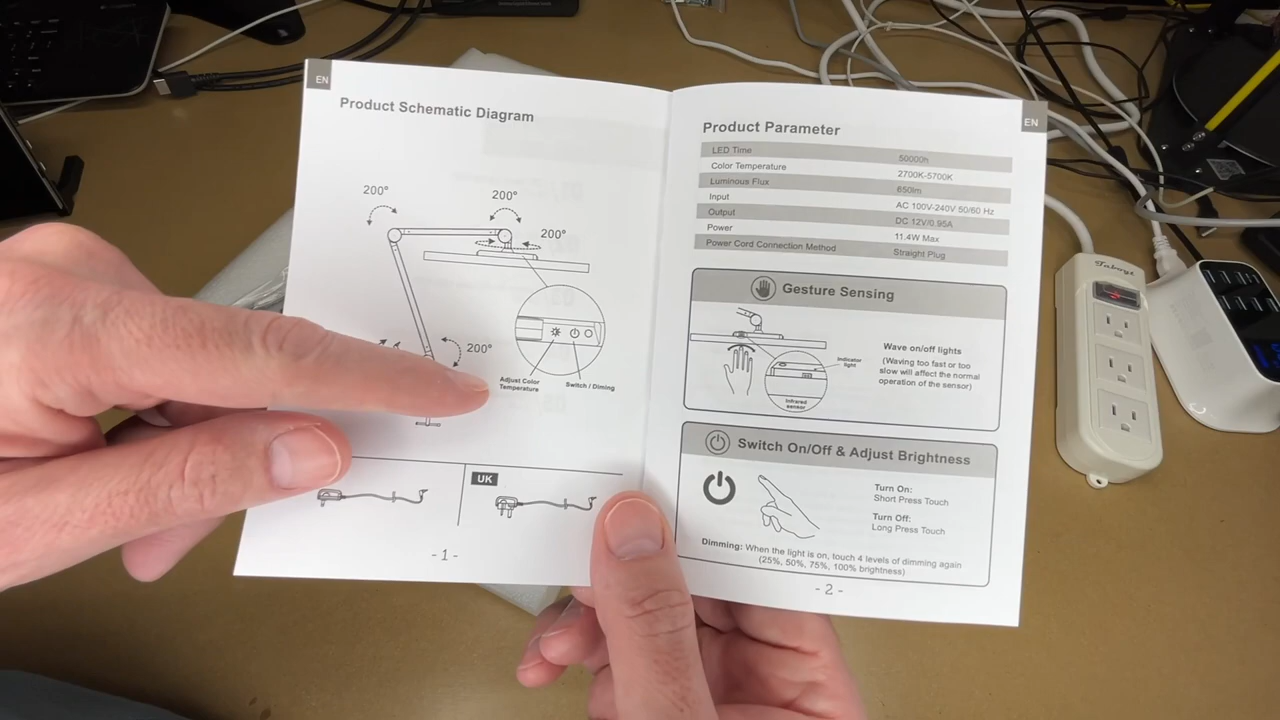 EN
Product Schematic Diagram
200°
200°
200°
200°
Adjust Color
Temperature
Switch / Diming
UK
- 1 -
EN
Product Parameter
LED Time 50000h
Color Temperature 2700K-5700K
Luminous Flux 650lm
Input AC 100V-240V 50/60 Hz
Output DC 12V/0.95A
Power 11.4W Max
Power Cord Connection Method Straight Plug
Gesture Sensing
Indicator
light
Infrared
sensor
Wave on/off lights
(Waving too fast or too
slow will affect the normal
operation of the sensor)
Switch On/Off & Adjust Brightness
Turn On:
Short Press Touch
Turn Off:
Long Press Touch
Dimming: When the light is on, touch 4 levels of dimming again
(25%, 50%, 75%, 100% brightness)
- 2 -